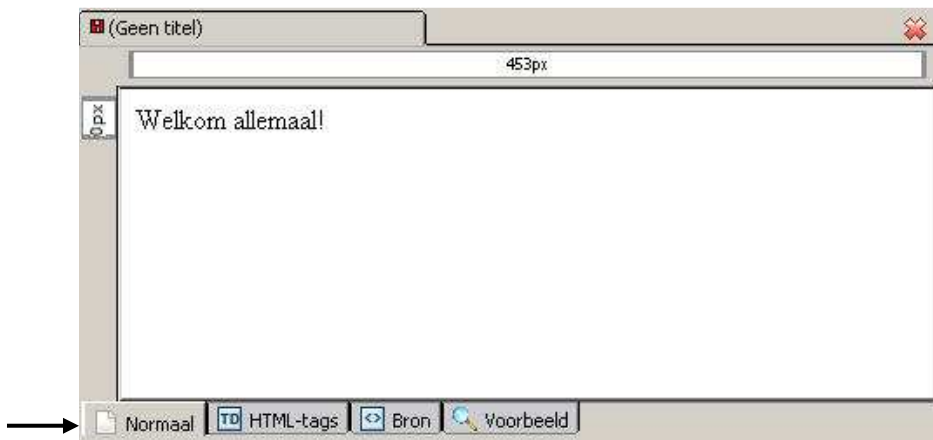 (Geen titel)
453px
0px
Welkom allemaal!
Normaal TD HTML-tags <> Bron Voorbeeld